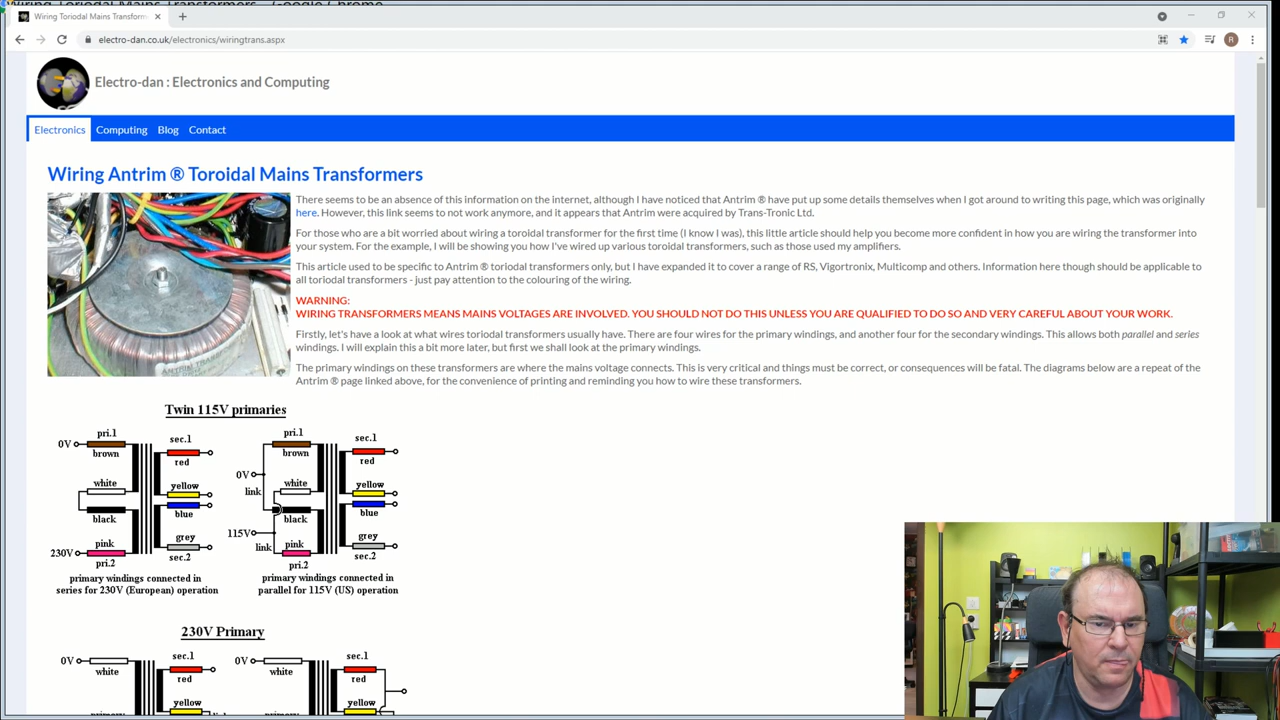 Wiring Toriodal Mains Transformers - Google Chrome
Wiring Toriodal Mains Transform
electro-dan.co.uk/electronics/wiringtrans.aspx
R
Electro-dan : Electronics and Computing
Electronics Computing Blog Contact
Wiring Antrim ® Toroidal Mains Transformers
There seems to be an absence of this information on the internet, although I have noticed that Antrim ® have put up some details themselves when I got around to writing this page, which was originally
here. However, this link seems to not work anymore, and it appears that Antrim were acquired by Trans-Tronic Ltd.
For those who are a bit worried about wiring a toroidal transformer for the first time (I know I was), this little article should help you become more confident in how you are wiring the transformer into
your system. For the example, I will be showing you how I've wired up various toroidal transformers, such as those used my amplifiers.
This article used to be specific to Antrim ® toriodal transformers only, but I have expanded it to cover a range of RS, Vigortronix, Multicomp and others. Information here though should be applicable to
all toriodal transformers - just pay attention to the colouring of the wiring.
WARNING:
WIRING TRANSFORMERS MEANS MAINS VOLTAGES ARE INVOLVED. YOU SHOULD NOT DO THIS UNLESS YOU ARE QUALIFIED TO DO SO AND VERY CAREFUL ABOUT YOUR WORK.
Firstly, let's have a look at what wires toriodal transformers usually have. There are four wires for the primary windings, and another four for the secondary windings. This allows both parallel and series
windings. I will explain this a bit more later, but first we shall look at the primary windings.
The primary windings on these transformers are where the mains voltage connects. This is very critical and things must be correct, or consequences will be fatal. The diagrams below are a repeat of the
Antrim ® page linked above, for the convenience of printing and reminding you how to wire these transformers.
Twin 115V primaries
pri.1
0V
brown
sec.1
red
white
yellow
black
blue
pink
230V
pri.2
grey
sec.2
primary windings connected in
series for 230V (European) operation
pri.1
brown
sec.1
red
0V
white
link
yellow
black
blue
115V
link
pink
pri.2
grey
sec.2
primary windings connected in
parallel for 115V (US) operation
230V Primary
0V
white
sec.1
red
yellow
0V
white
sec.1
red
yellow